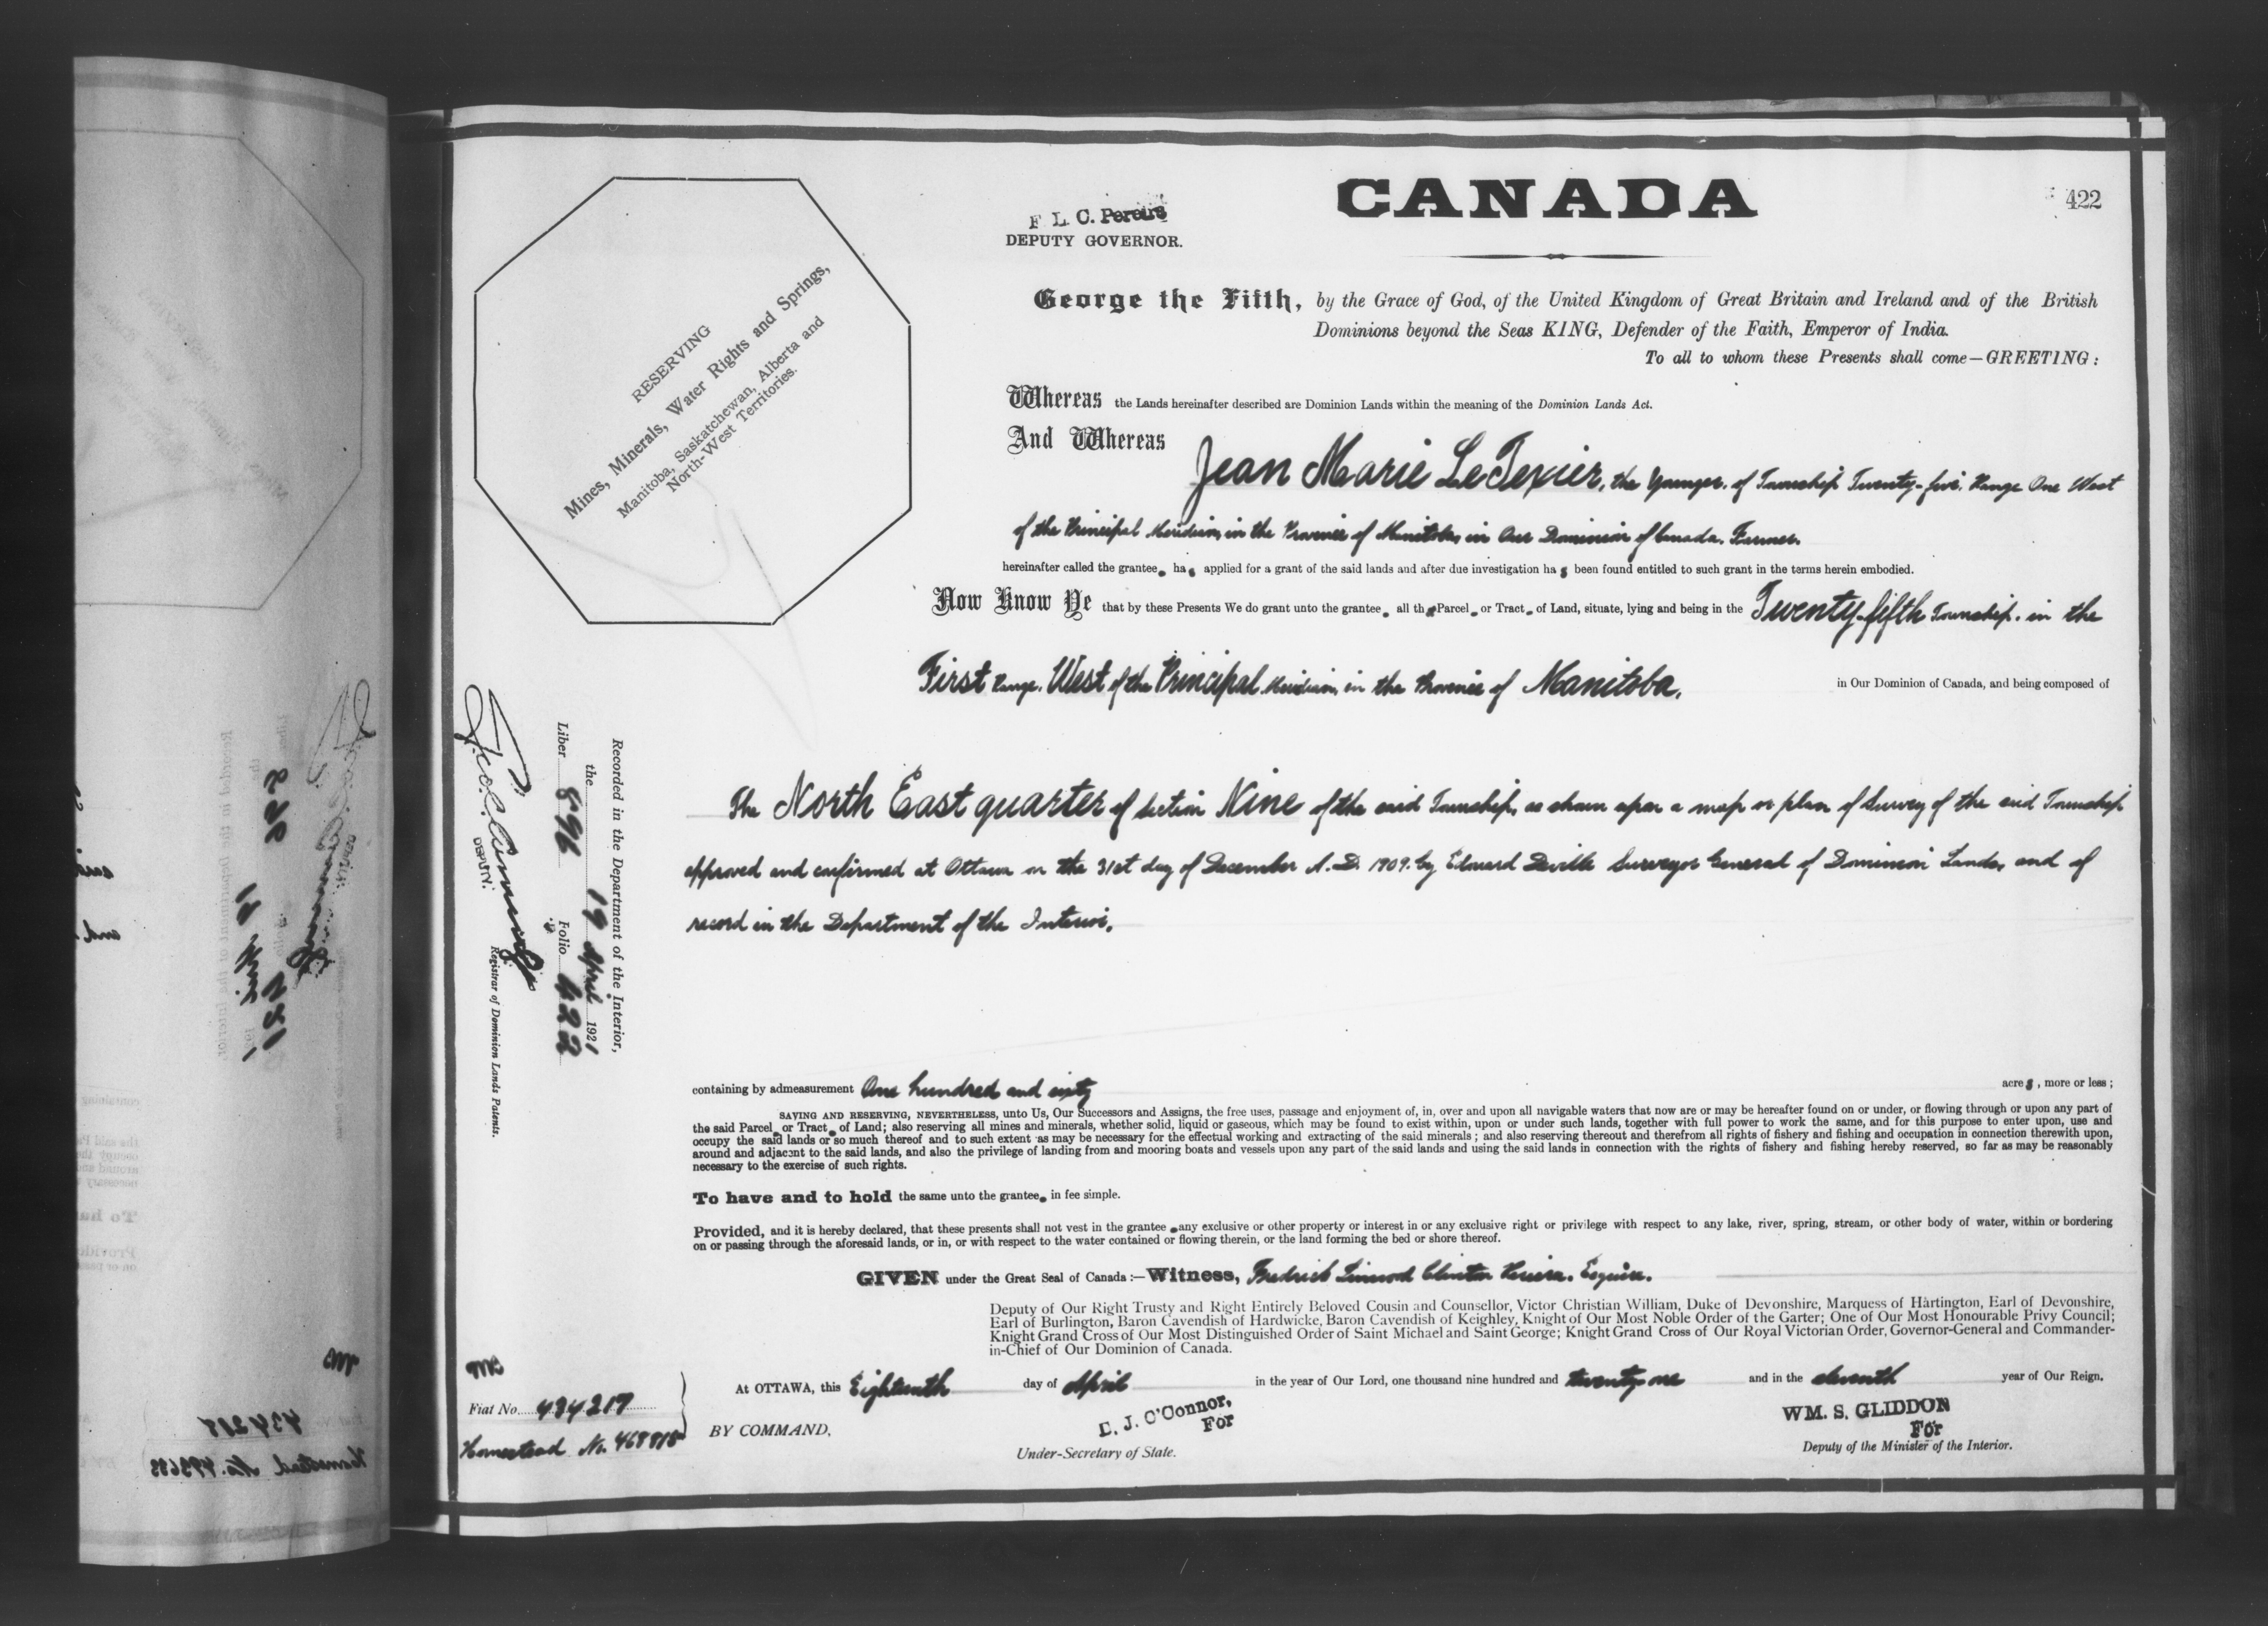 CANADA
422
F. L. C. Pereira
DEPUTY GOVERNOR.
George the Fifth, by the Grace of God, of the United Kingdom of Great Britain and Ireland and of the British
Dominions beyond the Seas KING, Defender of the Faith, Emperor of India.
To all to whom these Presents shall come—GREETING:
RESERVING
Mines, Minerals, Water Rights and Springs,
Manitoba, Saskatchewan, Alberta and
North-West Territories.
Whereas the Lands hereinafter described are Dominion Lands within the meaning of the Dominion Lands Act.
And Whereas Jean Marie LeTexier, the Younger, of Township Twenty-five, Range One West
of the Principal Meridian, in the Province of Manitoba, in Our Dominion of Canada, Farmer,
hereinafter called the grantee, has applied for a grant of the said lands and after due investigation has been found entitled to such grant in the terms herein embodied.
Now Know Ye that by these Presents We do grant unto the grantee, all that Parcel or Tract of Land, situate, lying and being in the Twenty-fifth Township, in the
First Range, West of the Principal Meridian, in the Province of Manitoba, in Our Dominion of Canada, and being composed of
The North East quarter of Section Nine of the said Township, as shown upon a map or plan of Survey of the said Township
approved and confirmed at Ottawa on the 31st day of December A.D. 1909, by Edouard Deville Surveyor General of Dominion Lands, and of
record in the Department of the Interior.
Recorded in the Department of the Interior,
the 19 April 1921
Liber 896 Folio 422
DEPUTY.
Registrar of Dominion Lands Patents.
containing by admeasurement One hundred and sixty acres, more or less;
SAVING AND RESERVING, NEVERTHELESS, unto Us, Our Successors and Assigns, the free uses, passage and enjoyment of, in, over and upon all navigable waters that now are or may be hereafter found on or under, or flowing through or upon any part of
the said Parcel or Tract of Land; also reserving all mines and minerals, whether solid, liquid or gaseous, which may be found to exist within, upon or under such lands, together with full power to work the same, and for this purpose to enter upon, use and
occupy the said lands or so much thereof and to such extent as may be necessary for the effectual working and extracting of the said minerals; and also reserving thereout and therefrom all rights of fishery and fishing and occupation in connection therewith upon,
around and adjacent to the said lands, and also the privilege of landing from and mooring boats and vessels upon any part of the said lands and using the said lands in connection with the rights of fishery and fishing hereby reserved, so far as may be reasonably
necessary to the exercise of such rights.
To have and to hold the same unto the grantee, in fee simple.
Provided, and it is hereby declared, that these presents shall not vest in the grantee any exclusive or other property or interest in or any exclusive right or privilege with respect to any lake, river, spring, stream, or other body of water, within or bordering
on or passing through the aforesaid lands, or in, or with respect to the water contained or flowing therein, or the land forming the bed or shore thereof.
GIVEN under the Great Seal of Canada:—Witness, Fredrick Linwood Clinton Pereira, Esquire,
Deputy of Our Right Trusty and Right Entirely Beloved Cousin and Counsellor, Victor Christian William, Duke of Devonshire, Marquess of Hartington, Earl of Devonshire,
Earl of Burlington, Baron Cavendish of Hardwicke, Baron Cavendish of Keighley, Knight of Our Most Noble Order of the Garter; One of Our Most Honourable Privy Council;
Knight Grand Cross of Our Most Distinguished Order of Saint Michael and Saint George; Knight Grand Cross of Our Royal Victorian Order, Governor-General and Commander-
in-Chief of Our Dominion of Canada.
At OTTAWA, this Eighteenth day of April in the year of Our Lord, one thousand nine hundred and twenty one and in the eleventh year of Our Reign.
Fiat No. 434217
Homestead No. 468818
BY COMMAND,
D. J. O'Connor,
For
Under-Secretary of State.
WM. S. GLIDDON
For
Deputy of the Minister of the Interior.